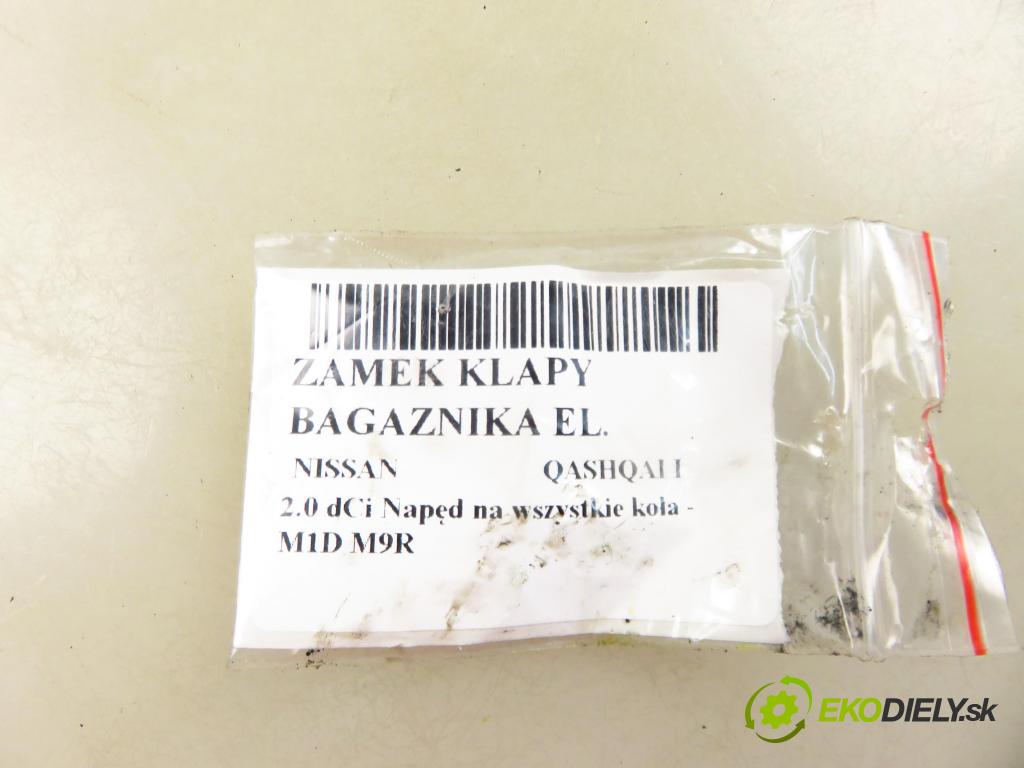 ZAMEK KLAPY
BAGAZNIKA EL.
NISSAN QASHQAI I
2.0 dCi Napęd na wszystkie koła -
M1D M9R
EKODIELY.sk